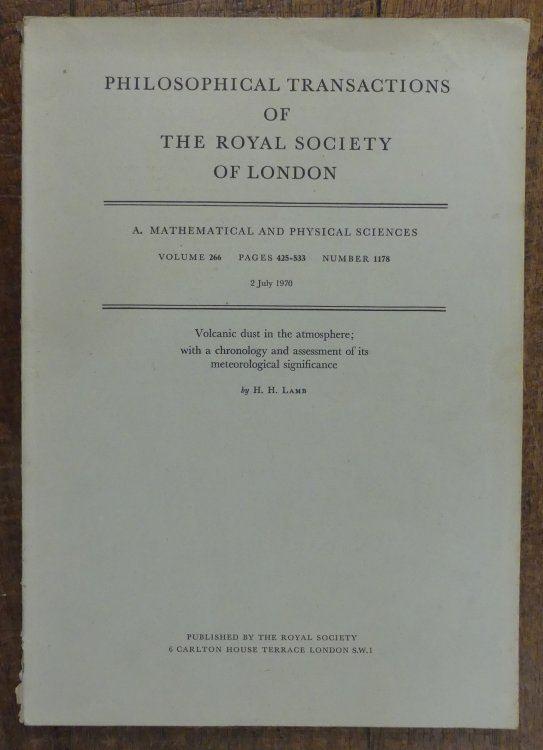 PHILOSOPHICAL TRANSACTIONS
OF
THE ROYAL SOCIETY
OF LONDON
A. MATHEMATICAL AND PHYSICAL SCIENCES
VOLUME 266 PAGES 425–533 NUMBER 1178
2 July 1970
Volcanic dust in the atmosphere;
with a chronology and assessment of its
meteorological significance
by H. H. LAMB
PUBLISHED BY THE ROYAL SOCIETY
6 CARLTON HOUSE TERRACE LONDON S.W.1